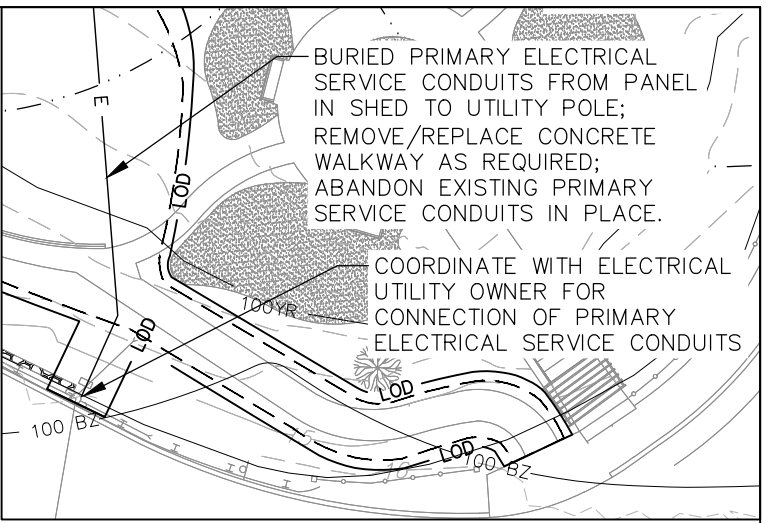 BURIED PRIMARY ELECTRICAL
SERVICE CONDUITS FROM PANEL
IN SHED TO UTILITY POLE;
REMOVE/REPLACE CONCRETE
WALKWAY AS REQUIRED;
ABANDON EXISTING PRIMARY
SERVICE CONDUITS IN PLACE.
E
LOD
COORDINATE WITH ELECTRICAL
UTILITY OWNER FOR
CONNECTION OF PRIMARY
ELECTRICAL SERVICE CONDUITS
100YR
LOD
LOD
100 BZ
15
LOD
10
100 BZ